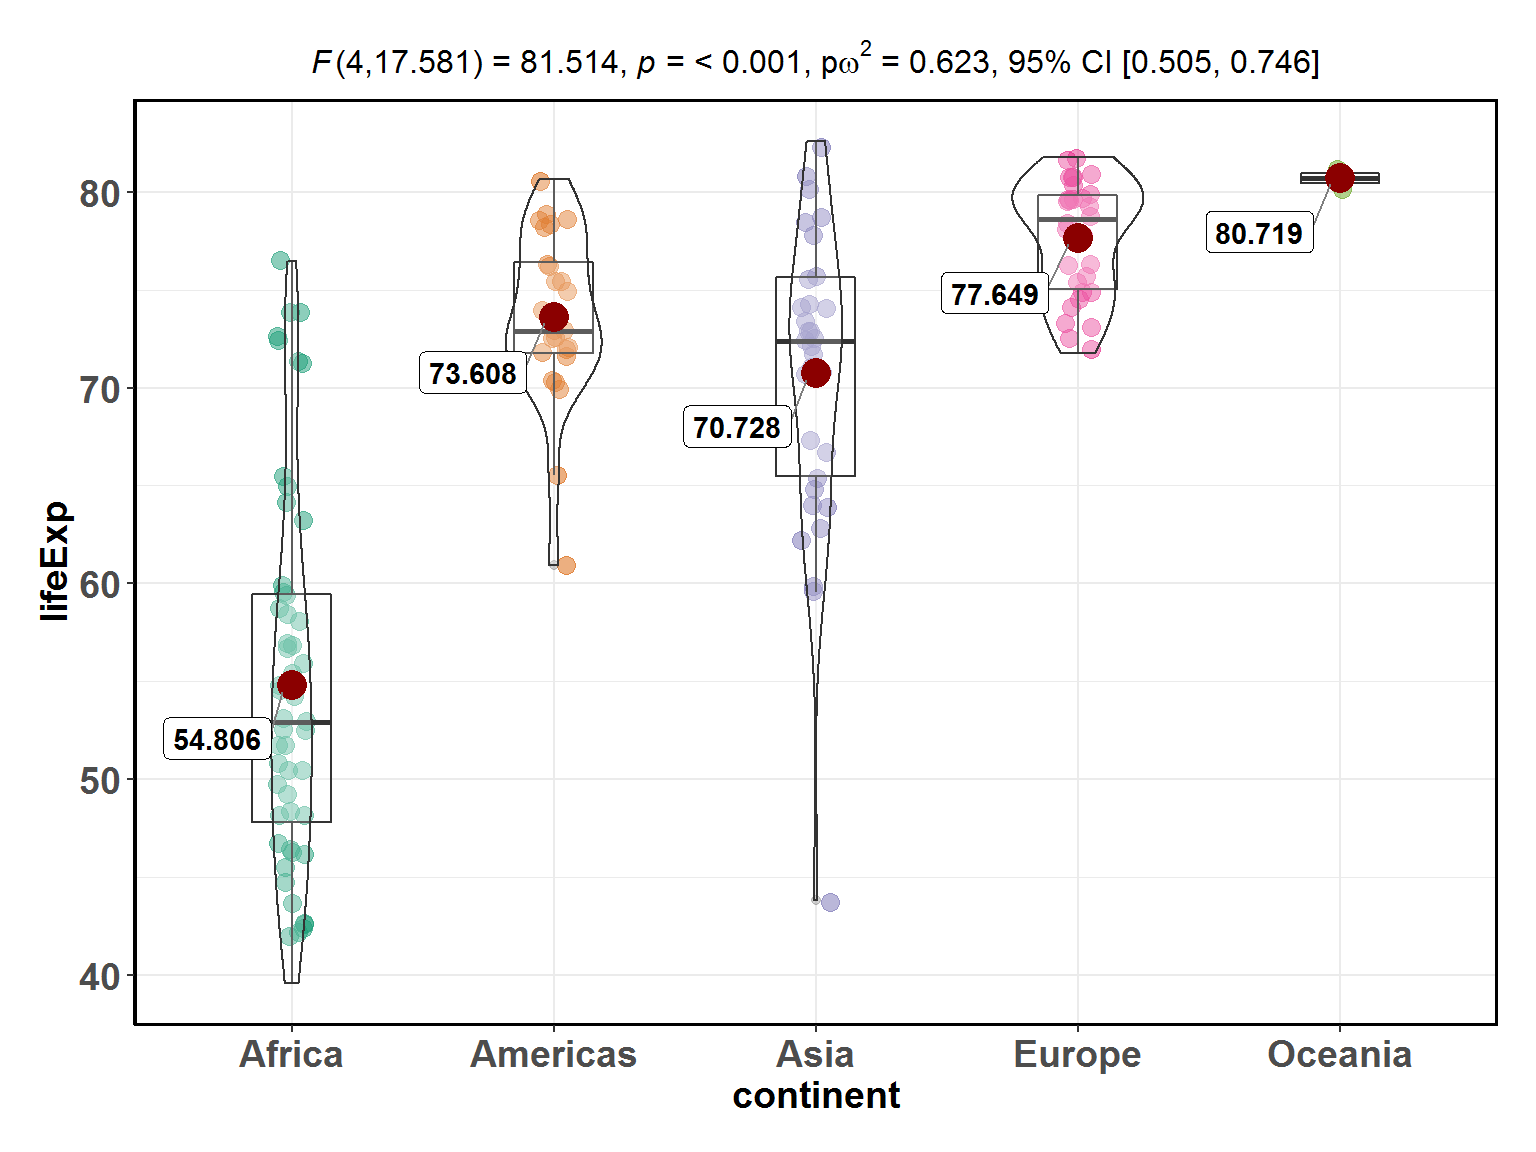 F(4,17.581) = 81.514, p = < 0.001, pω² = 0.623, 95% CI [0.505, 0.746]
lifeExp
80
70
60
50
40
54.806
73.608
70.728
77.649
80.719
Africa
Americas
Asia
Europe
Oceania
continent